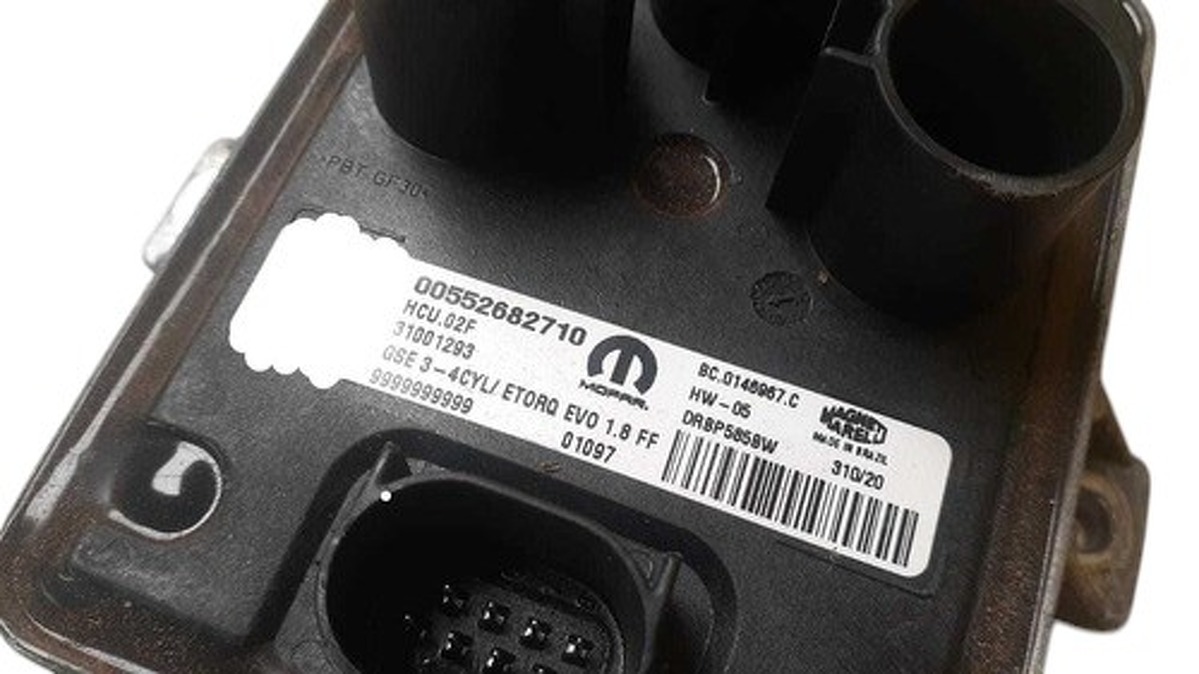 >PBT GF30<
00552682710
HCU.02F
31001293
GSE 3-4CYL/ ETORQ EVO 1.8 FF
9999999999
01097
MOPAR.
BC.0146967.C
HW-05
DRBP5858W
MAGNETI
MARELLI
MADE IN BRAZIL
310/20